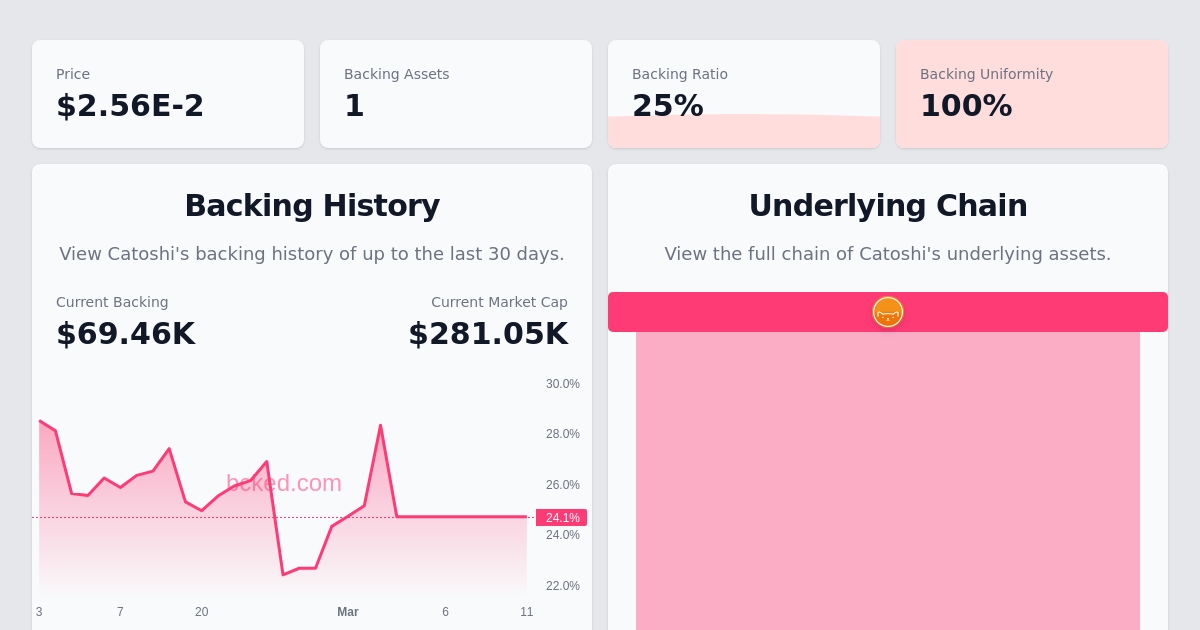 Price
$2.56E-2
Backing Assets
1
Backing Ratio
25%
Backing Uniformity
100%
Backing History
View Catoshi's backing history of up to the last 30 days.
Current Backing
$69.46K
Current Market Cap
$281.05K
30.0%
28.0%
26.0%
24.1%
24.0%
22.0%
bcked.com
3 7 20 Mar 6 11
Underlying Chain
View the full chain of Catoshi's underlying assets.